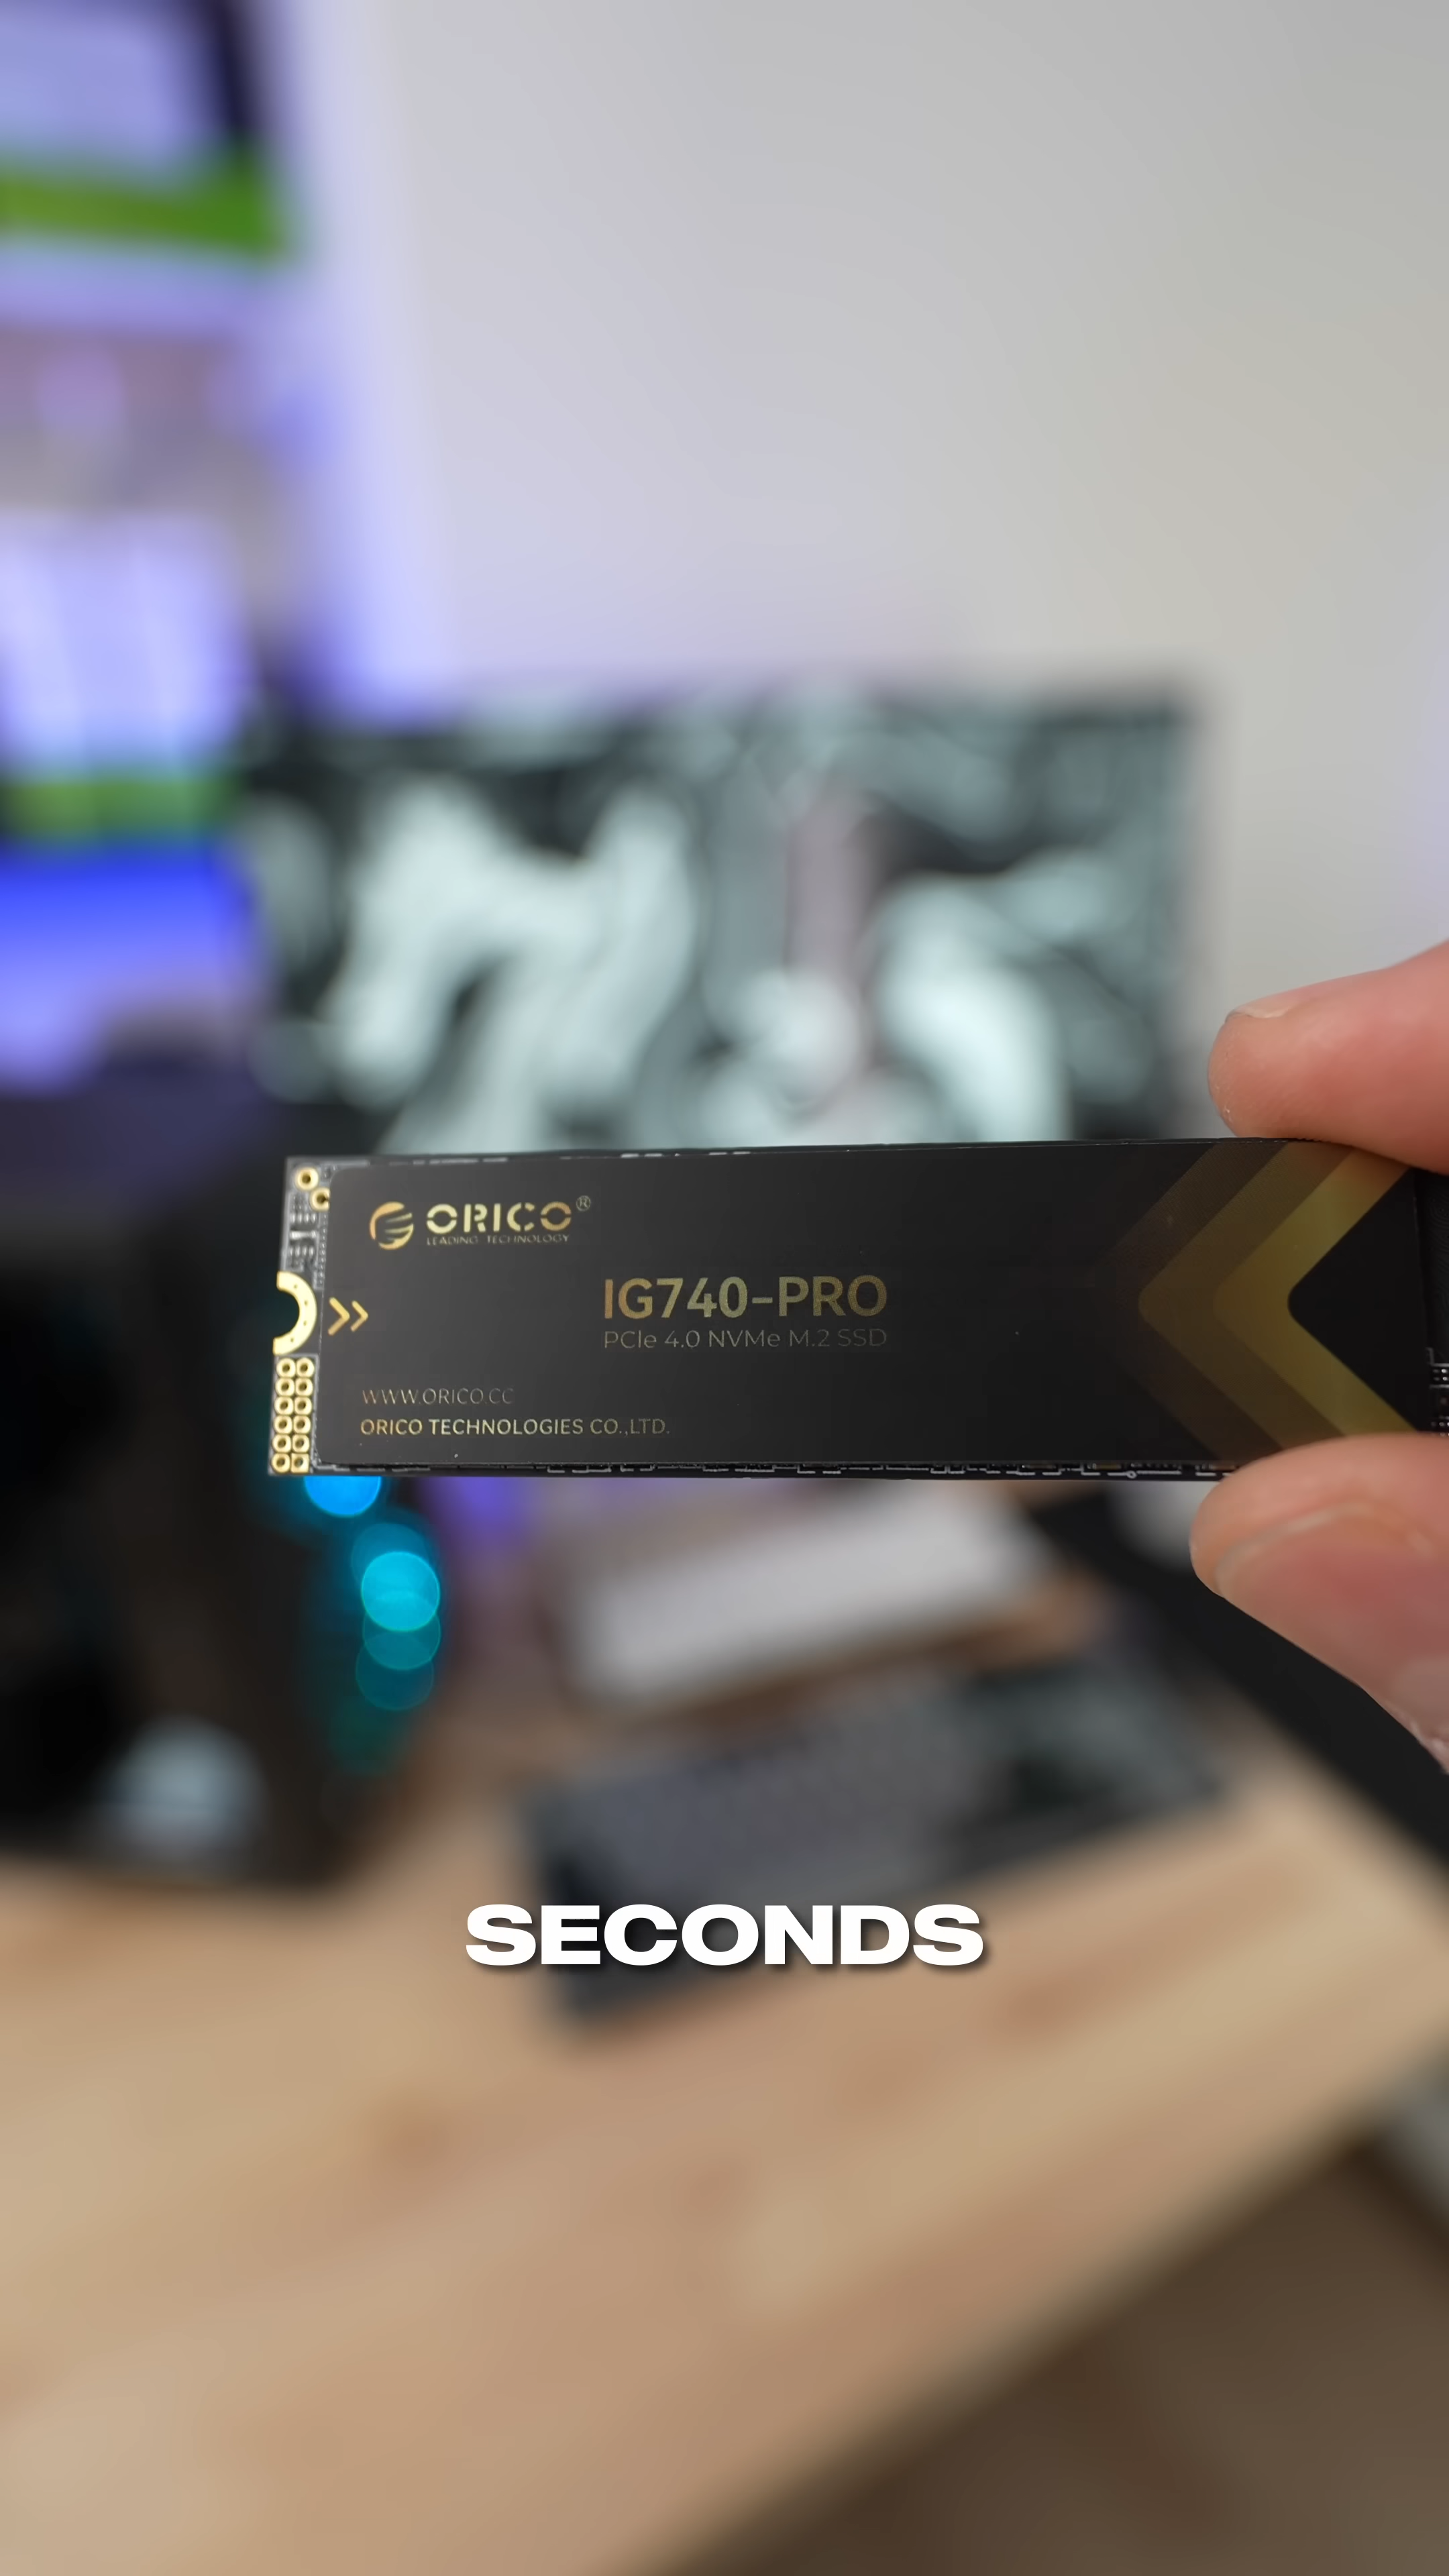 ORICO®
LEADING TECHNOLOGY
IG740-PRO
PCIe 4.0 NVMe M.2 SSD
WWW.ORICO.CC
ORICO TECHNOLOGIES CO.,LTD.
SECONDS